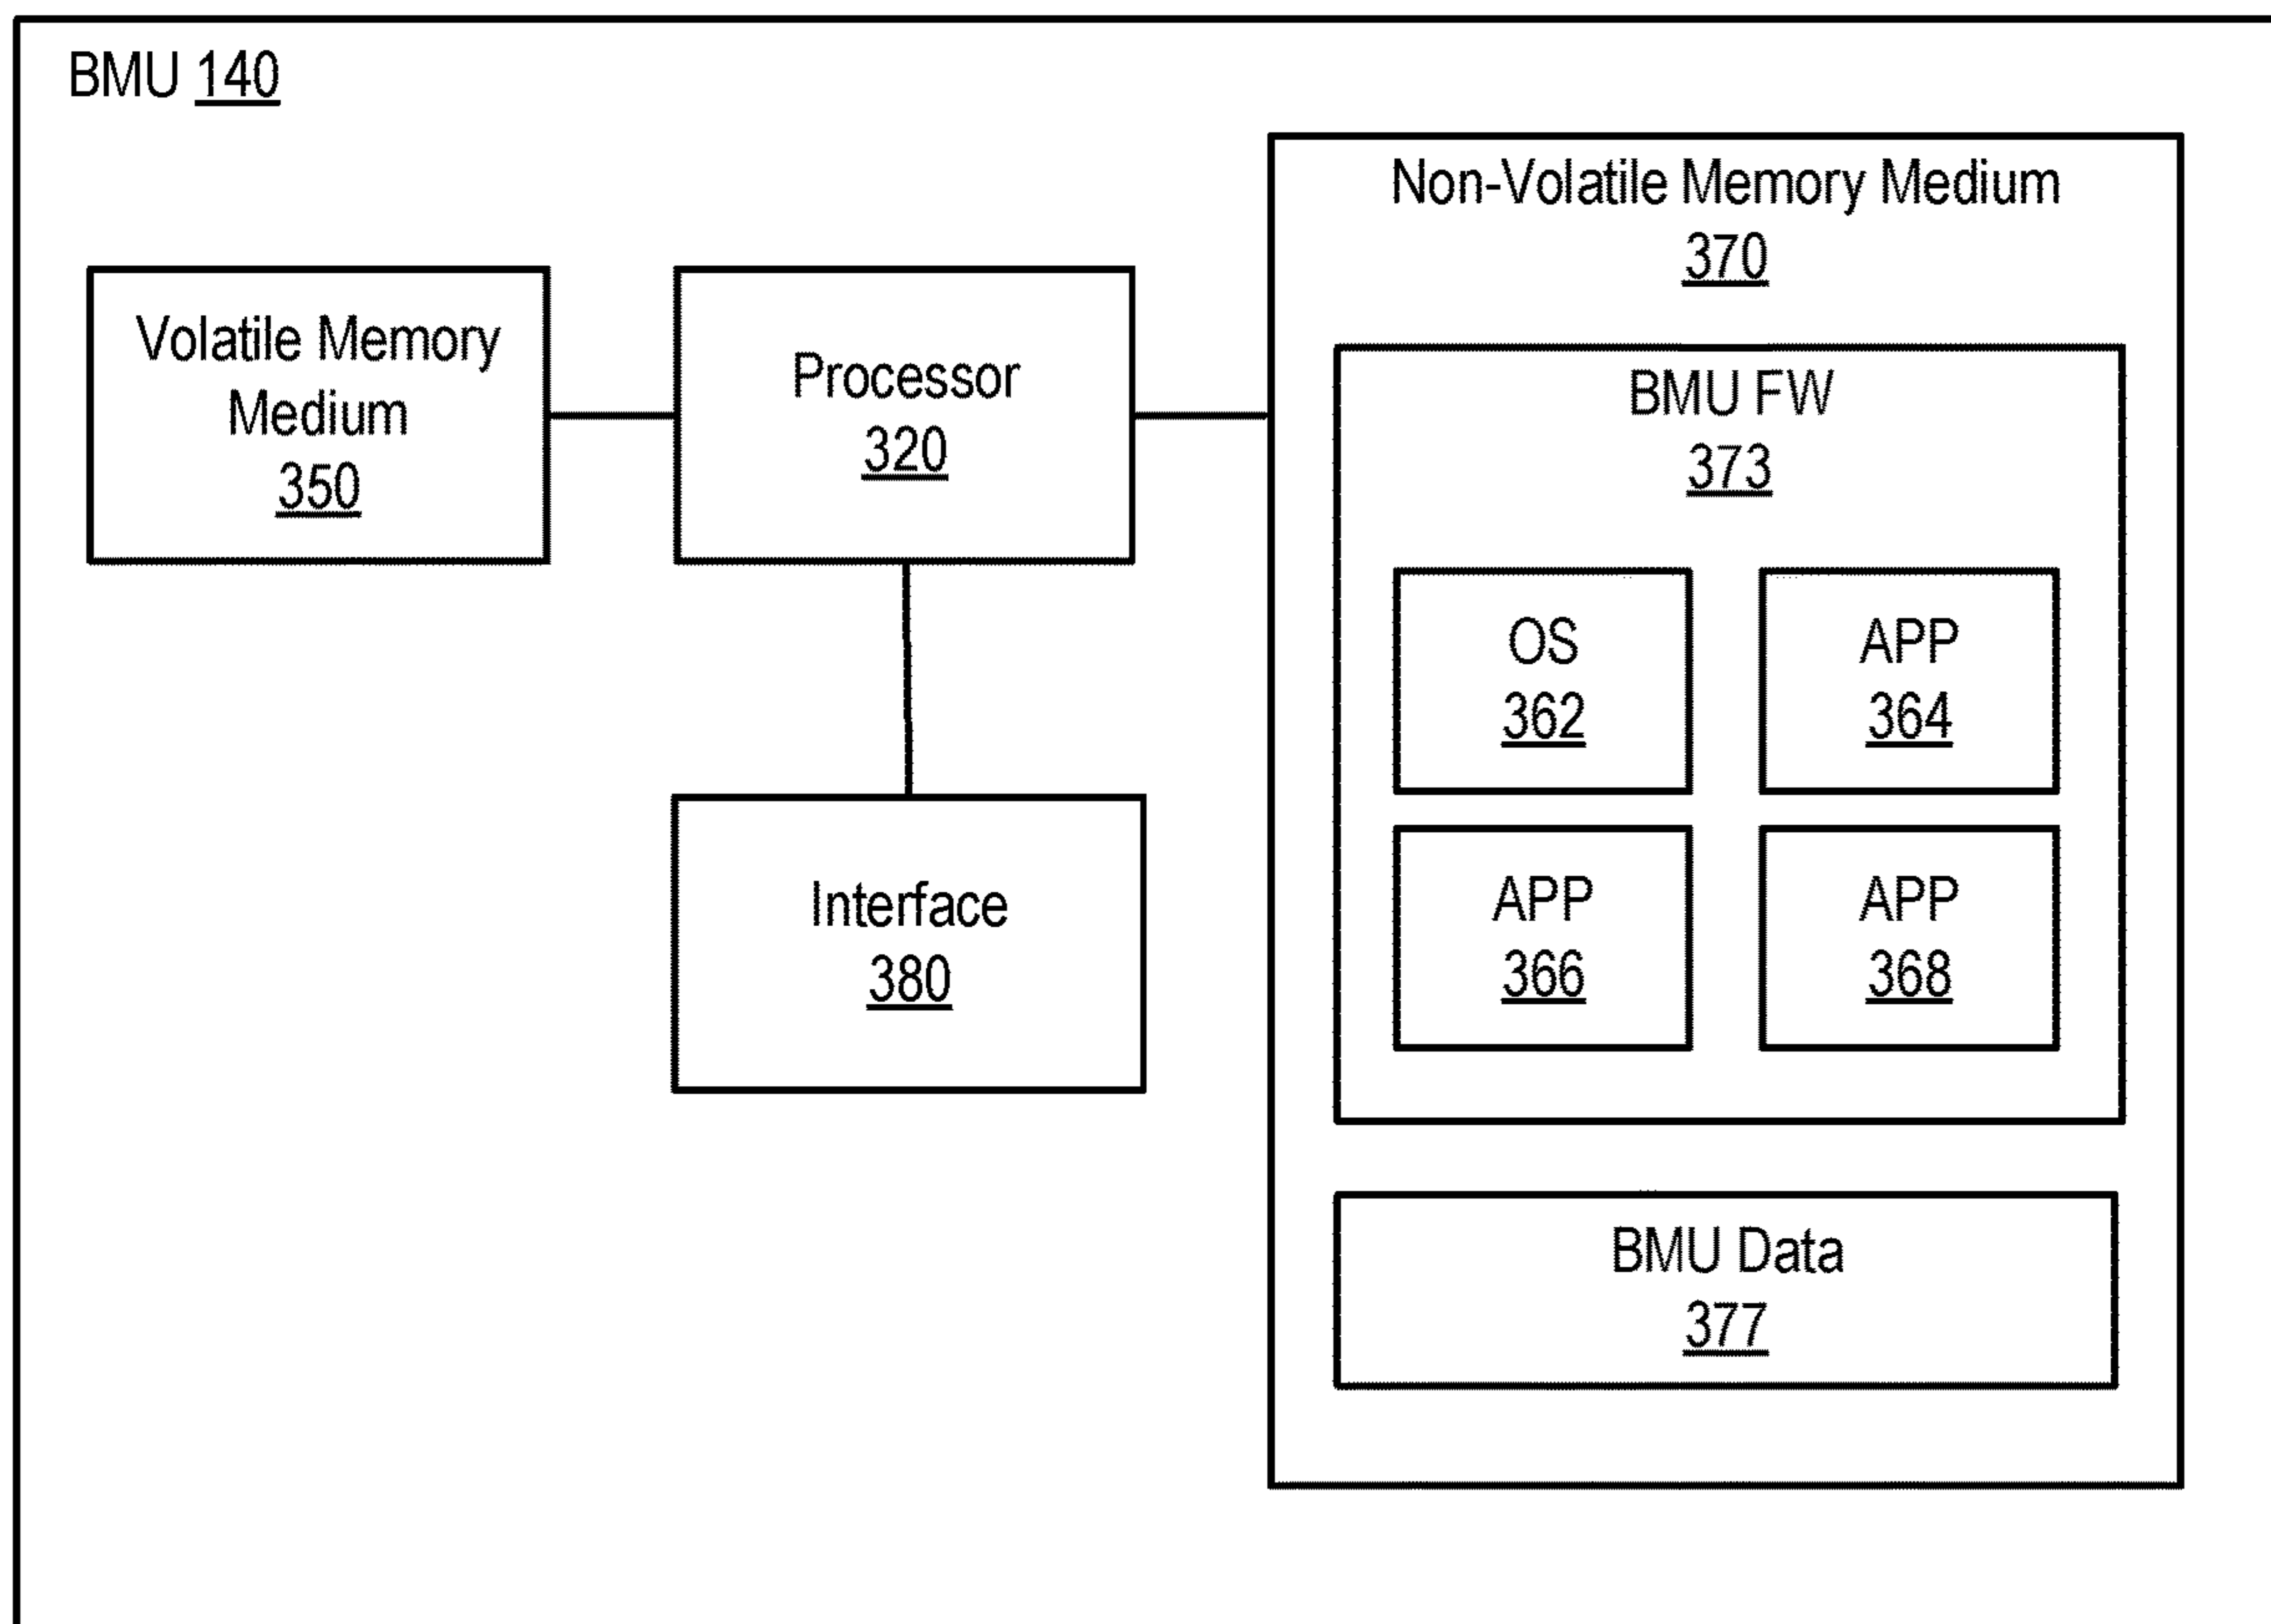 BMU 140
Volatile Memory
Medium
350
Processor
320
Interface
380
Non-Volatile Memory Medium
370
BMU FW
373
OS
362
APP
364
APP
366
APP
368
BMU Data
377